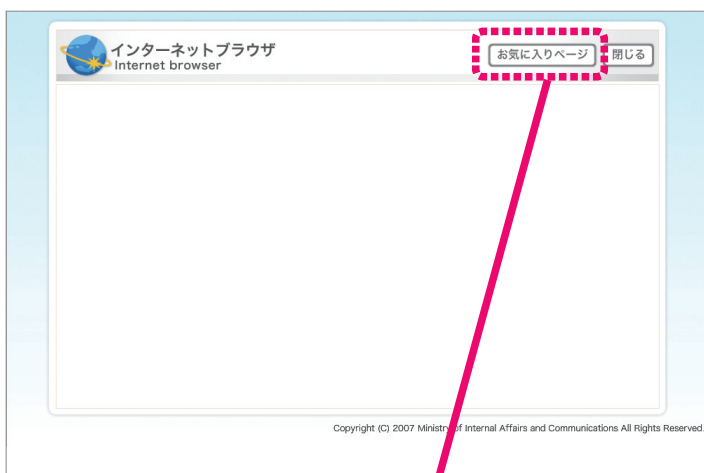 インターネットブラウザ
Internet browser
お気に入りページ
閉じる
Copyright (C) 2007 Ministry of Internal Affairs and Communications All Rights Reserved.